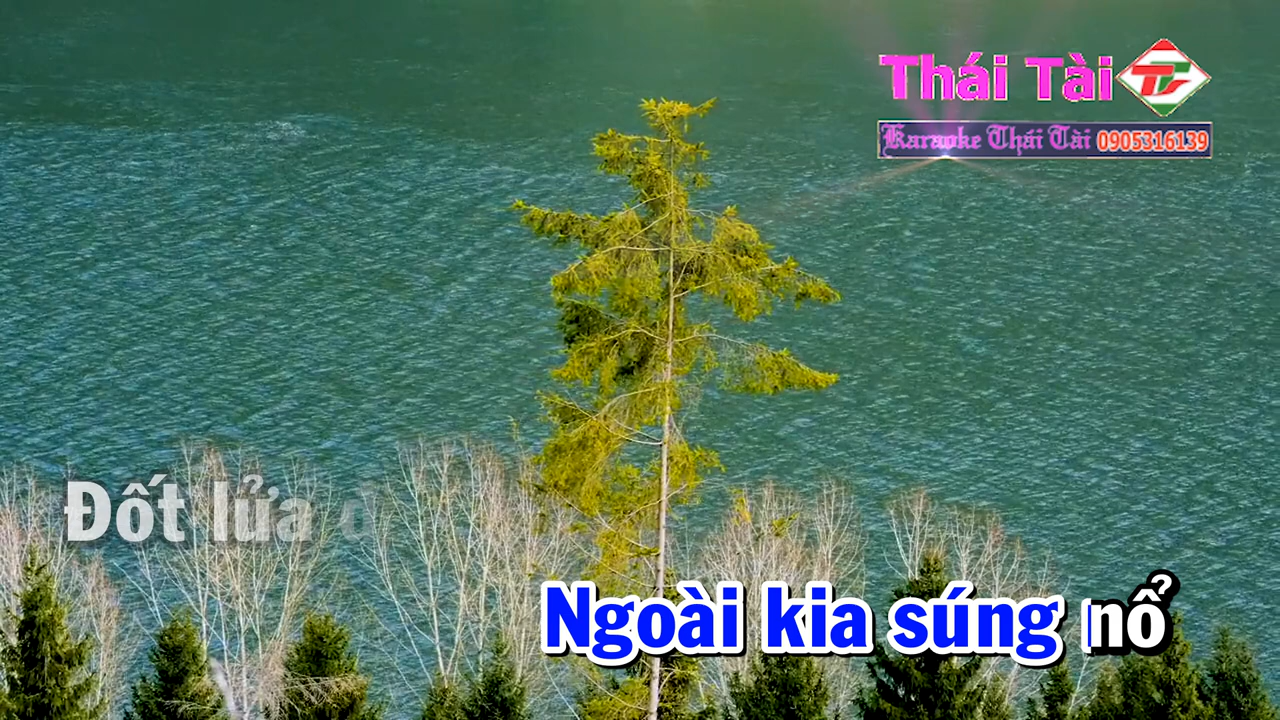 Thái Tài
Karaoke Thái Tài 0905316139
Đốt lửa
Ngoài kia súng nổ